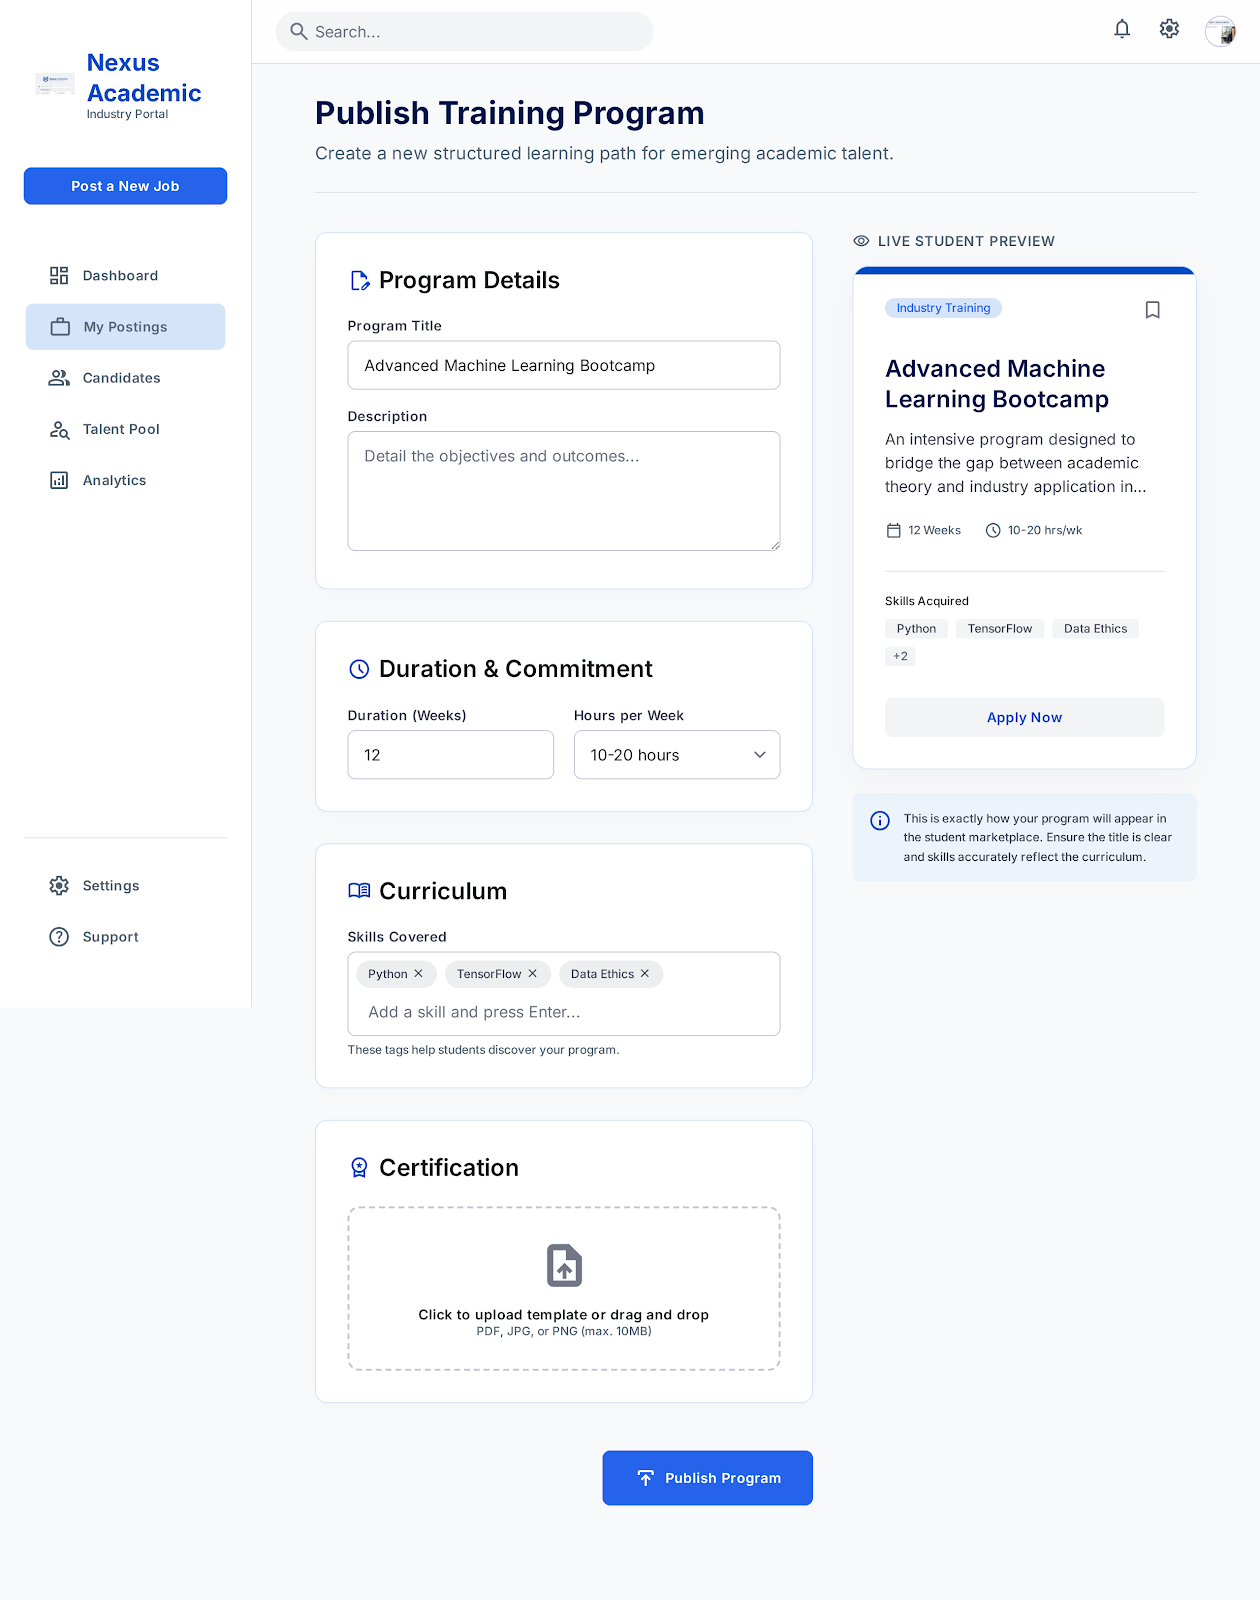 Nexus
Academic
Industry Portal
Post a New Job
Dashboard
My Postings
Candidates
Talent Pool
Analytics
Settings
Support
Search...
Publish Training Program
Create a new structured learning path for emerging academic talent.
Program Details
Program Title
Advanced Machine Learning Bootcamp
Description
Detail the objectives and outcomes...
Duration & Commitment
Duration (Weeks)
Hours per Week
12
10-20 hours
Curriculum
Skills Covered
Python
TensorFlow
Data Ethics
Add a skill and press Enter...
These tags help students discover your program.
Certification
Click to upload template or drag and drop
PDF, JPG, or PNG (max. 10MB)
Publish Program
LIVE STUDENT PREVIEW
Industry Training
Advanced Machine
Learning Bootcamp
An intensive program designed to
bridge the gap between academic
theory and industry application in...
12 Weeks
10-20 hrs/wk
Skills Acquired
Python
TensorFlow
Data Ethics
+2
Apply Now
This is exactly how your program will appear in
the student marketplace. Ensure the title is clear
and skills accurately reflect the curriculum.